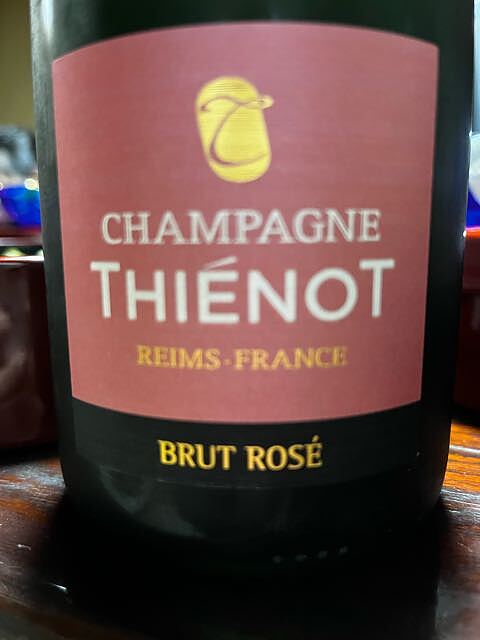 CHAMPAGNE
THIÉNOT
REIMS-FRANCE
BRUT ROSÉ